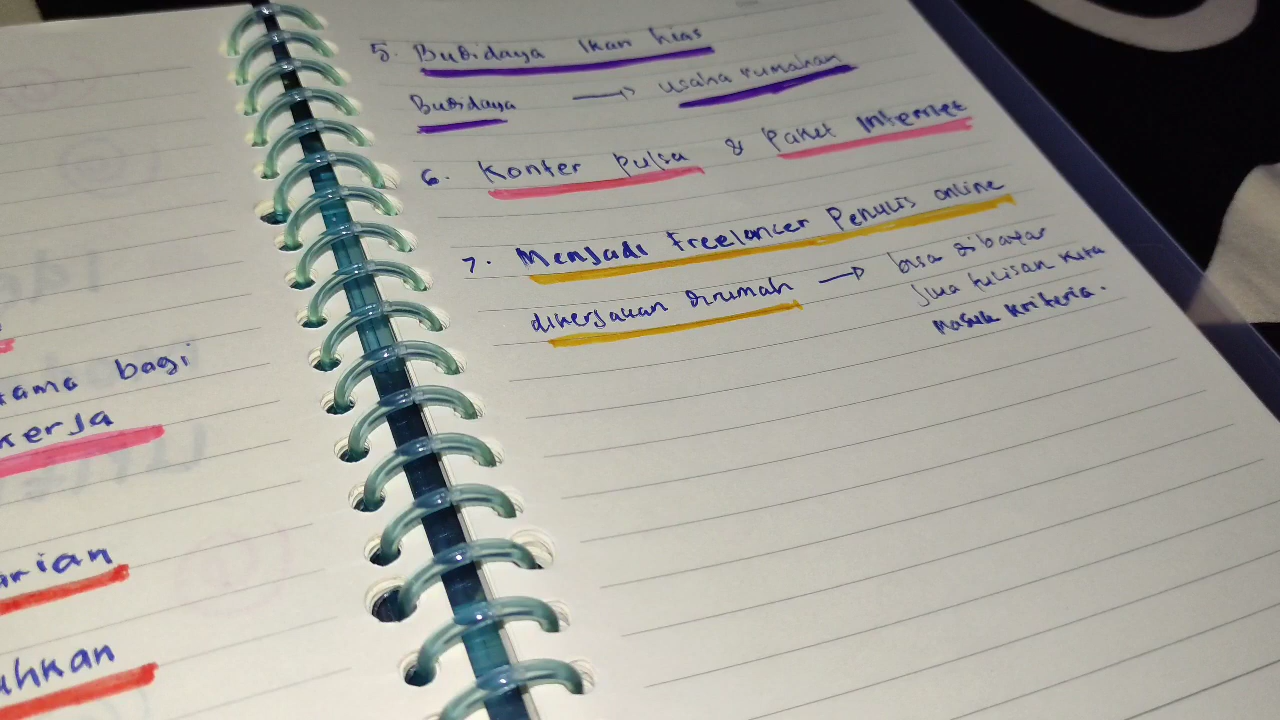 tama bagi
kerja
arian
uhkan
5. Budidaya Ikan hias
Budidaya → usaha rumahan
6. Konter Pulsa & Paket Internet
7. Menjadi Freelancer Penulis online
dikerjakan dirumah → bisa dibayar
jika tulisan kita
masuk kriteria.